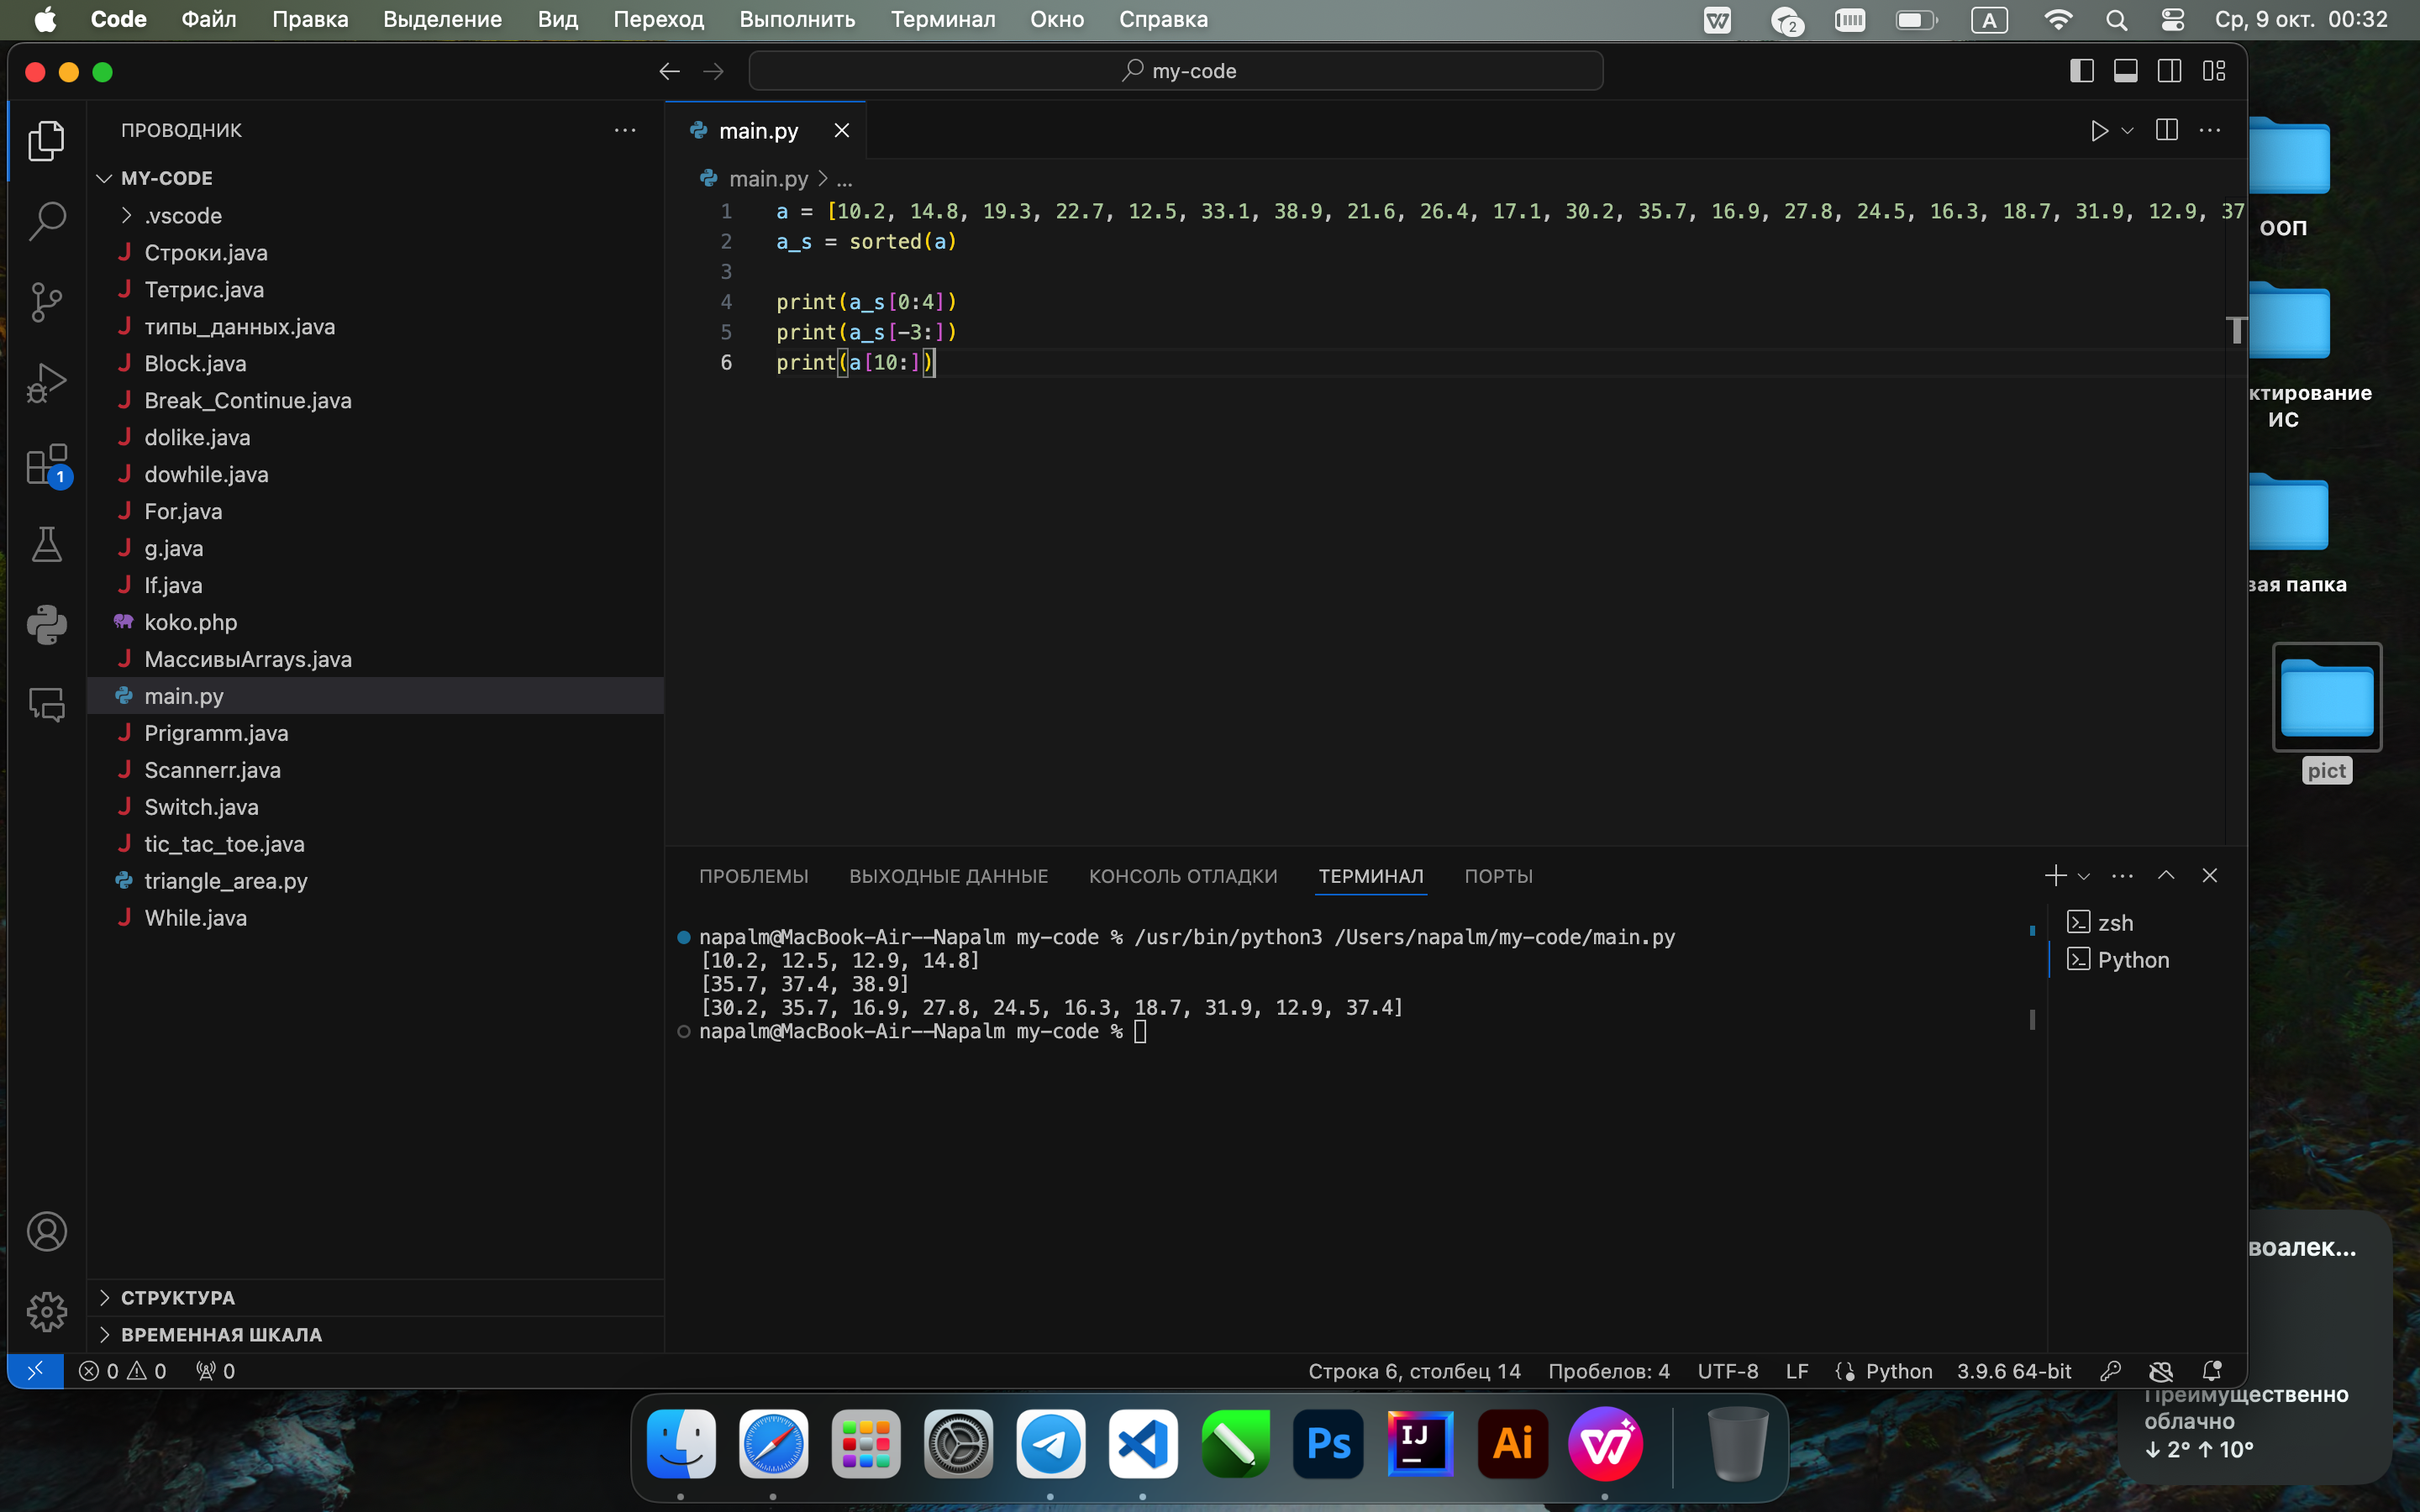 Code Файл Правка Выделение Вид Переход Выполнить Терминал Окно Справка 2 A Ср, 9 окт. 00:32
my-code
ПРОВОДНИК
MY-CODE
.vscode
Строки.java
Тетрис.java
типы_данных.java
Block.java
Break_Continue.java
dolike.java
dowhile.java
For.java
g.java
If.java
koko.php
МассивыArrays.java
main.py
Prigramm.java
Scannerr.java
Switch.java
tic_tac_toe.java
triangle_area.py
While.java
СТРУКТУРА
ВРЕМЕННАЯ ШКАЛА
1
main.py
main.py > ...
1 a = [10.2, 14.8, 19.3, 22.7, 12.5, 33.1, 38.9, 21.6, 26.4, 17.1, 30.2, 35.7, 16.9, 27.8, 24.5, 16.3, 18.7, 31.9, 12.9, 37
2 a_s = sorted(a)
3
4 print(a_s[0:4])
5 print(a_s[-3:])
6 print(a[10:])
ПРОБЛЕМЫ ВЫХОДНЫЕ ДАННЫЕ КОНСОЛЬ ОТЛАДКИ ТЕРМИНАЛ ПОРТЫ
napalm@MacBook-Air--Napalm my-code % /usr/bin/python3 /Users/napalm/my-code/main.py
[10.2, 12.5, 12.9, 14.8]
[35.7, 37.4, 38.9]
[30.2, 35.7, 16.9, 27.8, 24.5, 16.3, 18.7, 31.9, 12.9, 37.4]
napalm@MacBook-Air--Napalm my-code %
zsh
Python
0 0 0 Строка 6, столбец 14 Пробелов: 4 UTF-8 LF Python 3.9.6 64-bit
ООП
ктирование
ИС
вая папка
pict
воалек...
Преимущественно
облачно
↓ 2° ↑ 10°
Ps IJ Ai